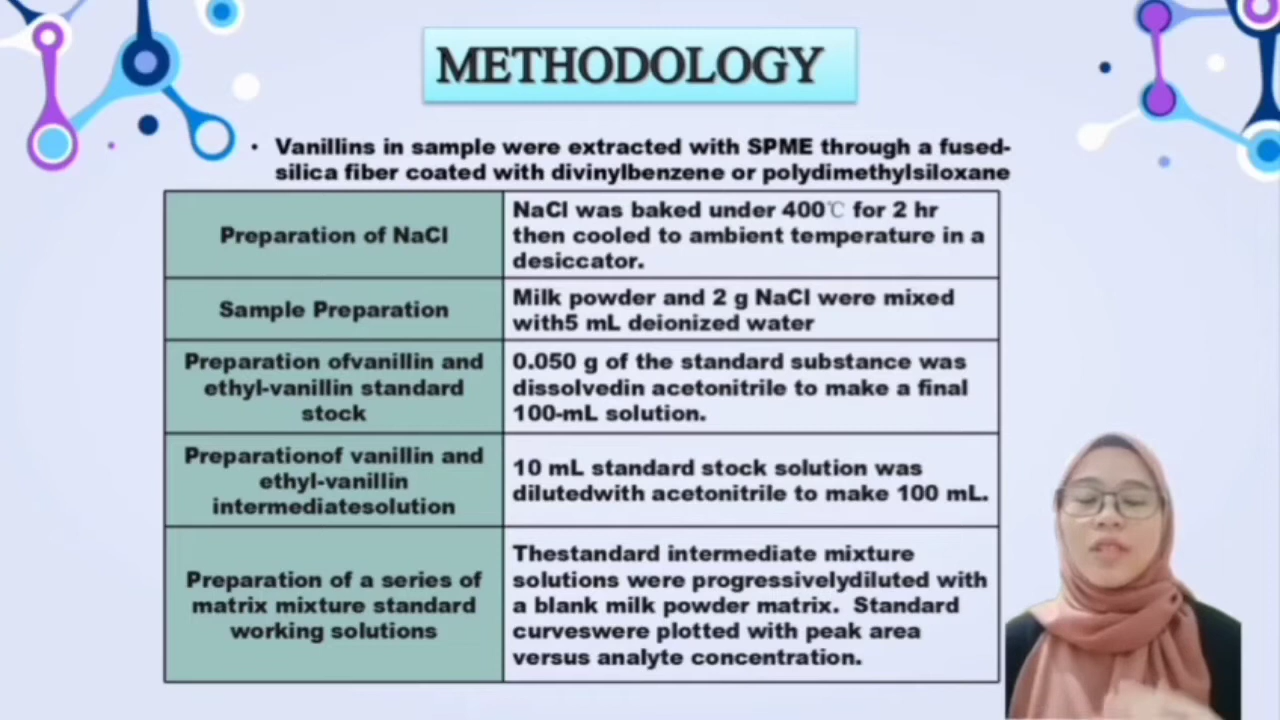 METHODOLOGY
• Vanillins in sample were extracted with SPME through a fused-
silica fiber coated with divinylbenzene or polydimethylsiloxane
Preparation of NaCl
NaCl was baked under 400℃ for 2 hr
then cooled to ambient temperature in a
desiccator.
Sample Preparation
Milk powder and 2 g NaCl were mixed
with5 mL deionized water
Preparation ofvanillin and
ethyl-vanillin standard
stock
0.050 g of the standard substance was
dissolvedin acetonitrile to make a final
100-mL solution.
Preparationof vanillin and
ethyl-vanillin
intermediatesolution
10 mL standard stock solution was
dilutedwith acetonitrile to make 100 mL.
Preparation of a series of
matrix mixture standard
working solutions
Thestandard intermediate mixture
solutions were progressivelydiluted with
a blank milk powder matrix. Standard
curveswere plotted with peak area
versus analyte concentration.